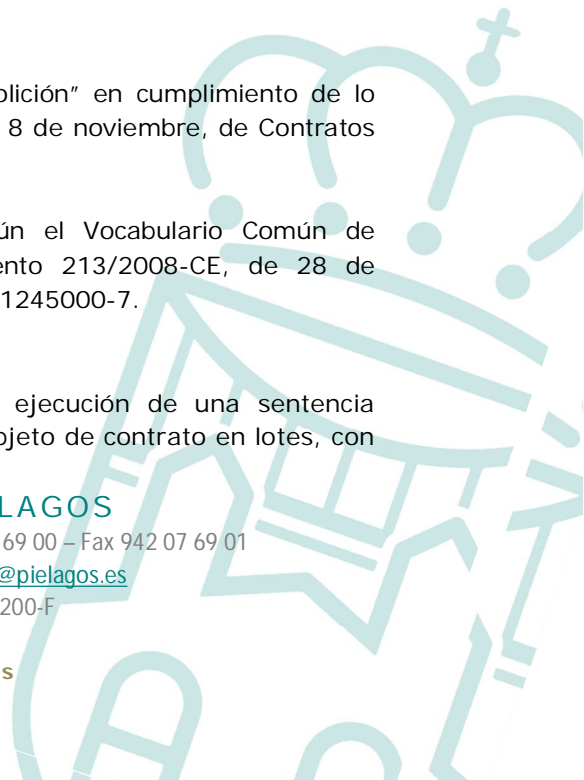 olición” en cumplimiento de lo
8 de noviembre, de Contratos
ún el Vocabulario Común de
ento 213/2008-CE, de 28 de
1245000-7.
ejecución de una sentencia
bjeto de contrato en lotes, con
LAGOS
69 00 – Fax 942 07 69 01
@pielagos.es
200-F
s